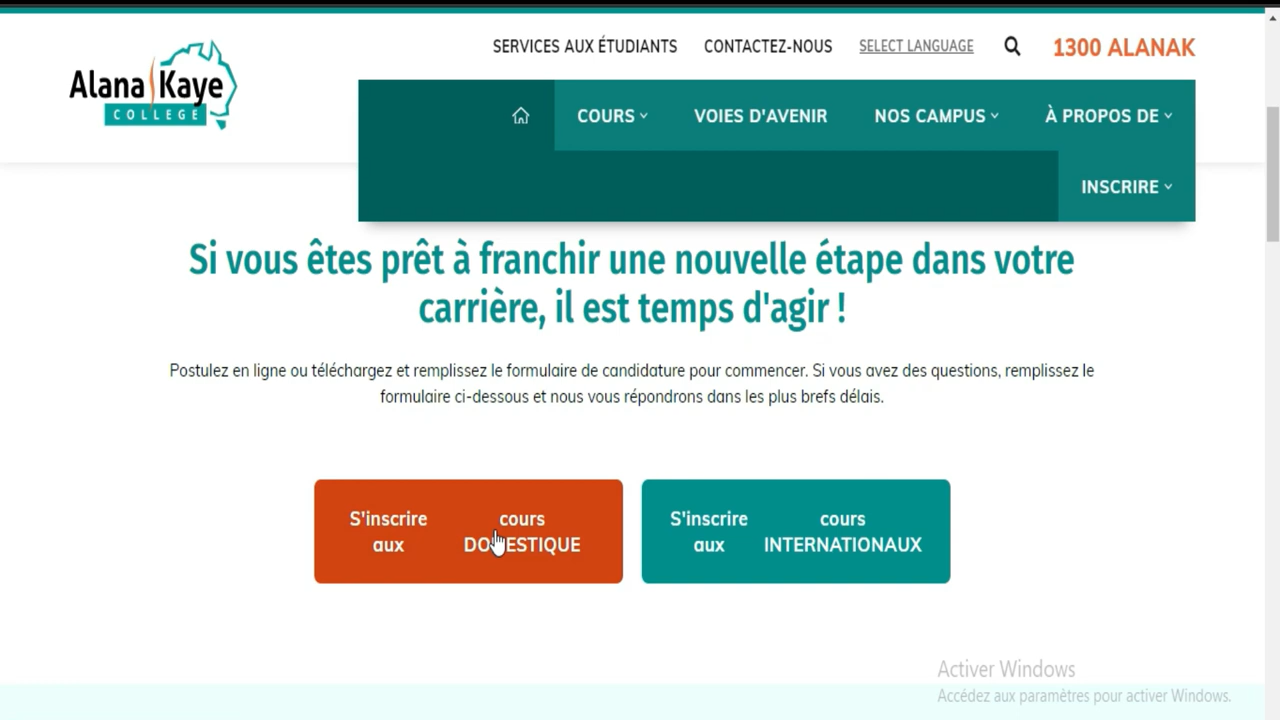 SERVICES AUX ÉTUDIANTS CONTACTEZ-NOUS SELECT LANGUAGE 1300 ALANAK
Alana Kaye
COLLEGE
COURS VOIES D'AVENIR NOS CAMPUS À PROPOS DE
INSCRIRE
Si vous êtes prêt à franchir une nouvelle étape dans votre
carrière, il est temps d'agir !
Postulez en ligne ou téléchargez et remplissez le formulaire de candidature pour commencer. Si vous avez des questions, remplissez le
formulaire ci-dessous et nous vous répondrons dans les plus brefs délais.
S'inscrire cours
aux DOMESTIQUE
S'inscrire cours
aux INTERNATIONAUX
Activer Windows
Accédez aux paramètres pour activer Windows.